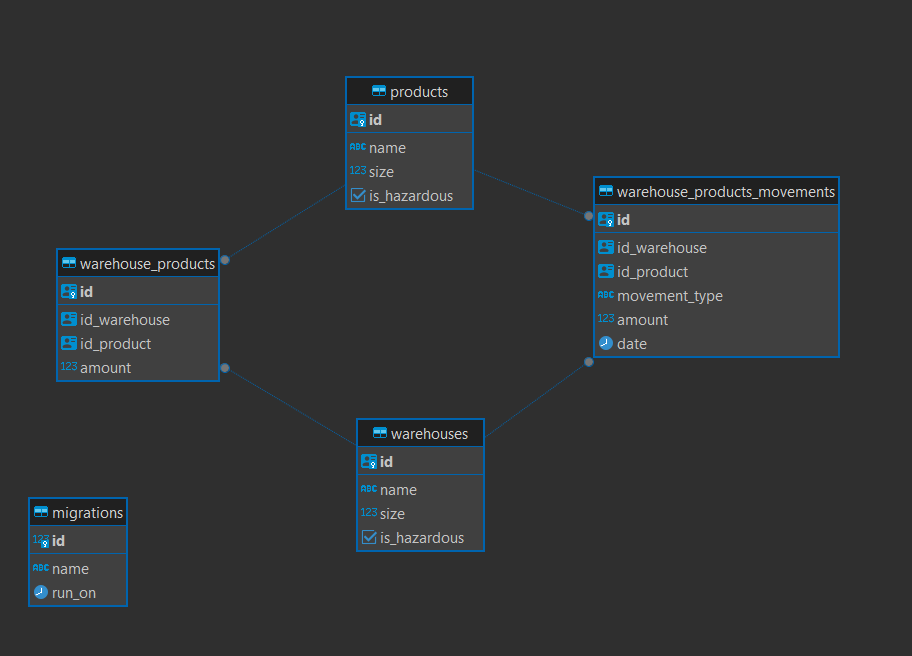 products
id
ABC name
123 size
is_hazardous
warehouse_products_movements
id
id_warehouse
id_product
ABC movement_type
123 amount
date
warehouse_products
id
id_warehouse
id_product
123 amount
warehouses
id
ABC name
123 size
is_hazardous
migrations
123 id
ABC name
run_on